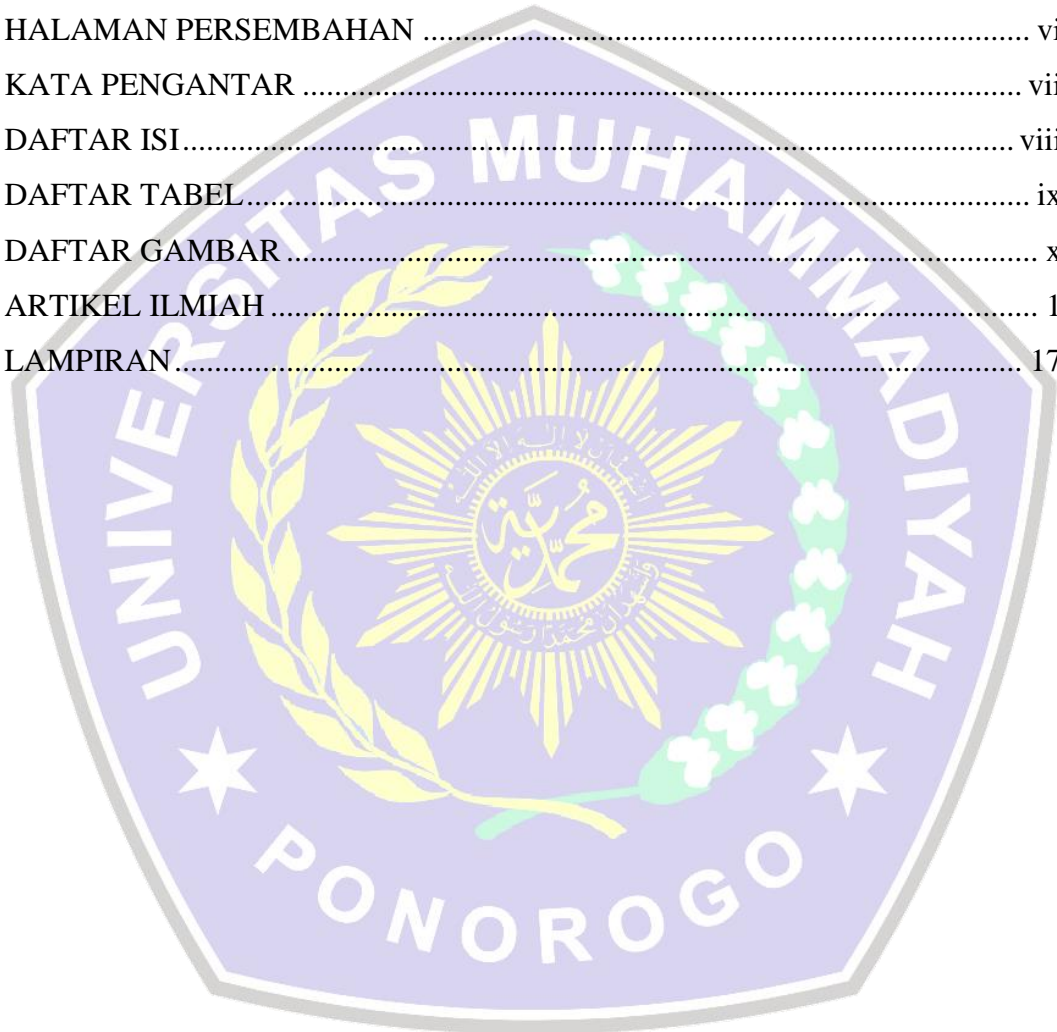 HALAMAN PERSEMBAHAN ............................................................................ vi
KATA PENGANTAR .......................................................................................... vii
DAFTAR ISI ........................................................................................................ viii
DAFTAR TABEL .................................................................................................. ix
DAFTAR GAMBAR .............................................................................................. x
ARTIKEL ILMIAH ................................................................................................ 1
LAMPIRAN .......................................................................................................... 17
UNIVERSITAS MUHAMMADIYAH
محمدية
PONOROGO